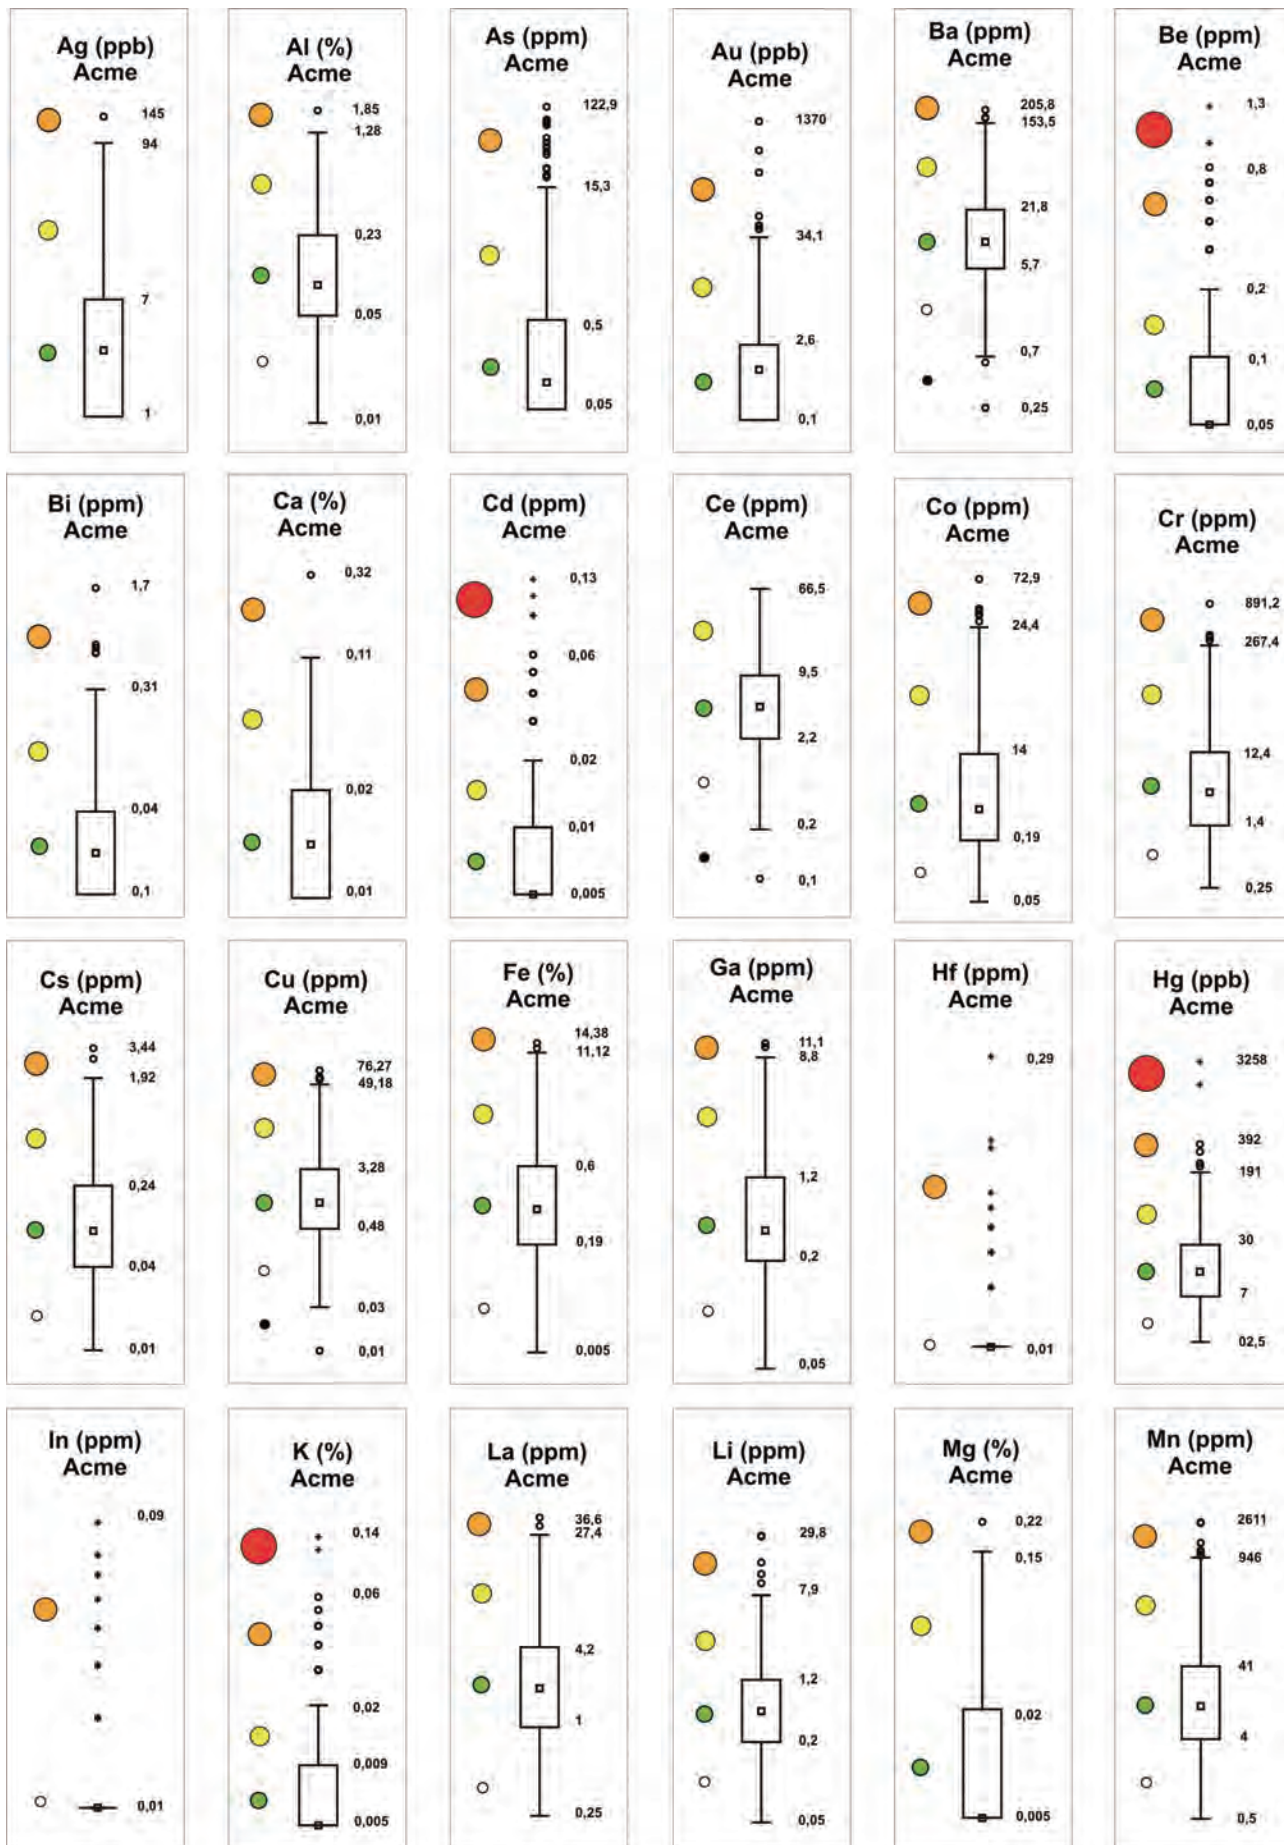 Ag (ppb)
Acme
145
94
7
1
Al (%)
Acme
1,85
1,28
0,23
0,05
0,01
As (ppm)
Acme
122,9
15,3
0,5
0,05
Au (ppb)
Acme
1370
34,1
2,6
0,1
Ba (ppm)
Acme
205,8
153,5
21,8
5,7
0,7
0,25
Be (ppm)
Acme
1,3
0,8
0,2
0,1
0,05
Bi (ppm)
Acme
1,7
0,31
0,04
0,1
Ca (%)
Acme
0,32
0,11
0,02
0,01
Cd (ppm)
Acme
0,13
0,06
0,02
0,01
0,005
Ce (ppm)
Acme
66,5
9,5
2,2
0,2
0,1
Co (ppm)
Acme
72,9
24,4
14
0,19
0,05
Cr (ppm)
Acme
891,2
267,4
12,4
1,4
0,25
Cs (ppm)
Acme
3,44
1,92
0,24
0,04
0,01
Cu (ppm)
Acme
76,27
49,18
3,28
0,48
0,03
0,01
Fe (%)
Acme
14,38
11,12
0,6
0,19
0.005
Ga (ppm)
Acme
11,1
8,8
1,2
0,2
0,05
Hf (ppm)
Acme
0,29
0,01
Hg (ppb)
Acme
3258
392
191
30
7
02,5
In (ppm)
Acme
0,09
0,01
K (%)
Acme
0,14
0,06
0,02
0,009
0,005
La (ppm)
Acme
36,6
27,4
4,2
1
0,25
Li (ppm)
Acme
29,8
7,9
1,2
0,2
0,05
Mg (%)
Acme
0,22
0,15
0,02
0,005
Mn (ppm)
Acme
2611
946
41
4
0,5